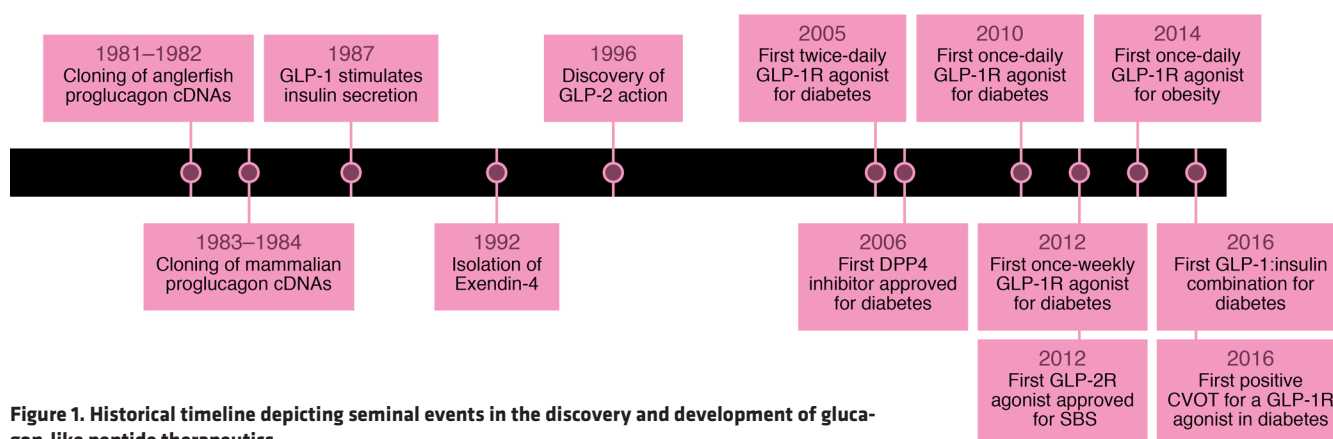 1981–1982
Cloning of anglerfish
proglucagon cDNAs
1987
GLP-1 stimulates
insulin secretion
1996
Discovery of
GLP-2 action
2005
First twice-daily
GLP-1R agonist
for diabetes
2010
First once-daily
GLP-1R agonist
for diabetes
2014
First once-daily
GLP-1R agonist
for obesity
1983–1984
Cloning of mammalian
proglucagon cDNAs
1992
Isolation of
Exendin-4
2006
First DPP4
inhibitor approved
for diabetes
2012
First once-weekly
GLP-1R agonist
for diabetes
2016
First GLP-1:insulin
combination for
diabetes
2012
First GLP-2R
agonist approved
for SBS
2016
First positive
CVOT for a GLP-1R
agonist in diabetes
Figure 1. Historical timeline depicting seminal events in the discovery and development of gluca-
gon-like peptide therapeutics